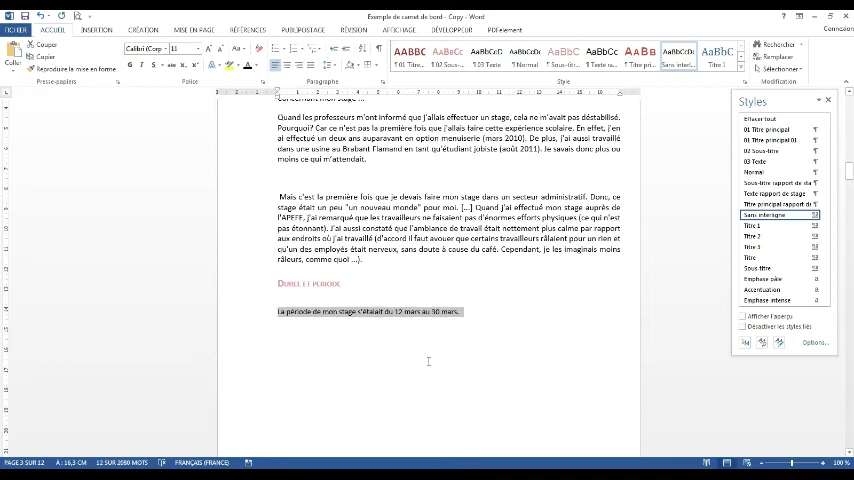 Exemple de carnet de bord - Copy - Word
FICHIER ACCUEIL INSERTION CRÉATION MISE EN PAGE RÉFÉRENCES PUBLIPOSTAGE RÉVISION AFFICHAGE DÉVELOPPEUR PDFelement Connexion
Couper
Copier
Reproduire la mise en forme
Coller
Calibri (Corp 11
AABBC AaBbCc AaBbCcD AaBbCcDc AaBbCc AaBbCc AABB AaBbCcDc AaBbC
¶ 01 Titre... ¶ 02 Sous-... ¶ 03 Texte ¶ Normal ¶ Sous-titr... ¶ Texte ra... ¶ Titre pri... Sans interl... Titre 1
Rechercher
Remplacer
Sélectionner
Presse-papiers Police Paragraphe Style Modification
concernant mon stage ...
Quand les professeurs m'ont informé que j'allais effectuer un stage, cela ne m'avait pas déstabilisé.
Pourquoi? Car ce n'est pas la première fois que j'allais faire cette expérience scolaire. En effet, j'en
ai effectué un deux ans auparavant en option menuiserie (mars 2010). De plus, j'ai aussi travaillé
dans une usine au Brabant Flamand en tant qu'étudiant jobiste (août 2011). Je savais donc plus ou
moins ce qui m'attendait.
Mais c'est la première fois que je devais faire mon stage dans un secteur administratif. Donc, ce
stage était un peu "un nouveau monde" pour moi. [...] Quand j'ai effectué mon stage auprès de
l'APEFE, j'ai remarqué que les travailleurs ne faisaient pas d'énormes efforts physiques (ce qui n'est
pas étonnant). J'ai aussi constaté que l'ambiance de travail était nettement plus calme par rapport
aux endroits où j'ai travaillé (d'accord il faut avouer que certains travailleurs râlaient pour un rien et
qu'un des employés était nerveux, sans doute à cause du café. Cependant, je les imaginais moins
râleurs, comme quoi ...).
DURÉE ET PÉRIODE
La période de mon stage s'étalait du 12 mars au 30 mars.
Styles
Effacer tout
01 Titre principal
01 Titre principal 01
02 Sous-titre
03 Texte
Normal
Sous-titre rapport de sta
Texte rapport de stage
Titre principal rapport de
Sans interligne
Titre 1
Titre 2
Titre 3
Titre
Sous-titre
Emphase pâle
Accentuation
Emphase intense
Afficher l'aperçu
Désactiver les styles liés
Options...
PAGE 3 SUR 12 À : 16,3 CM 12 SUR 2080 MOTS FRANÇAIS (FRANCE) 100 %